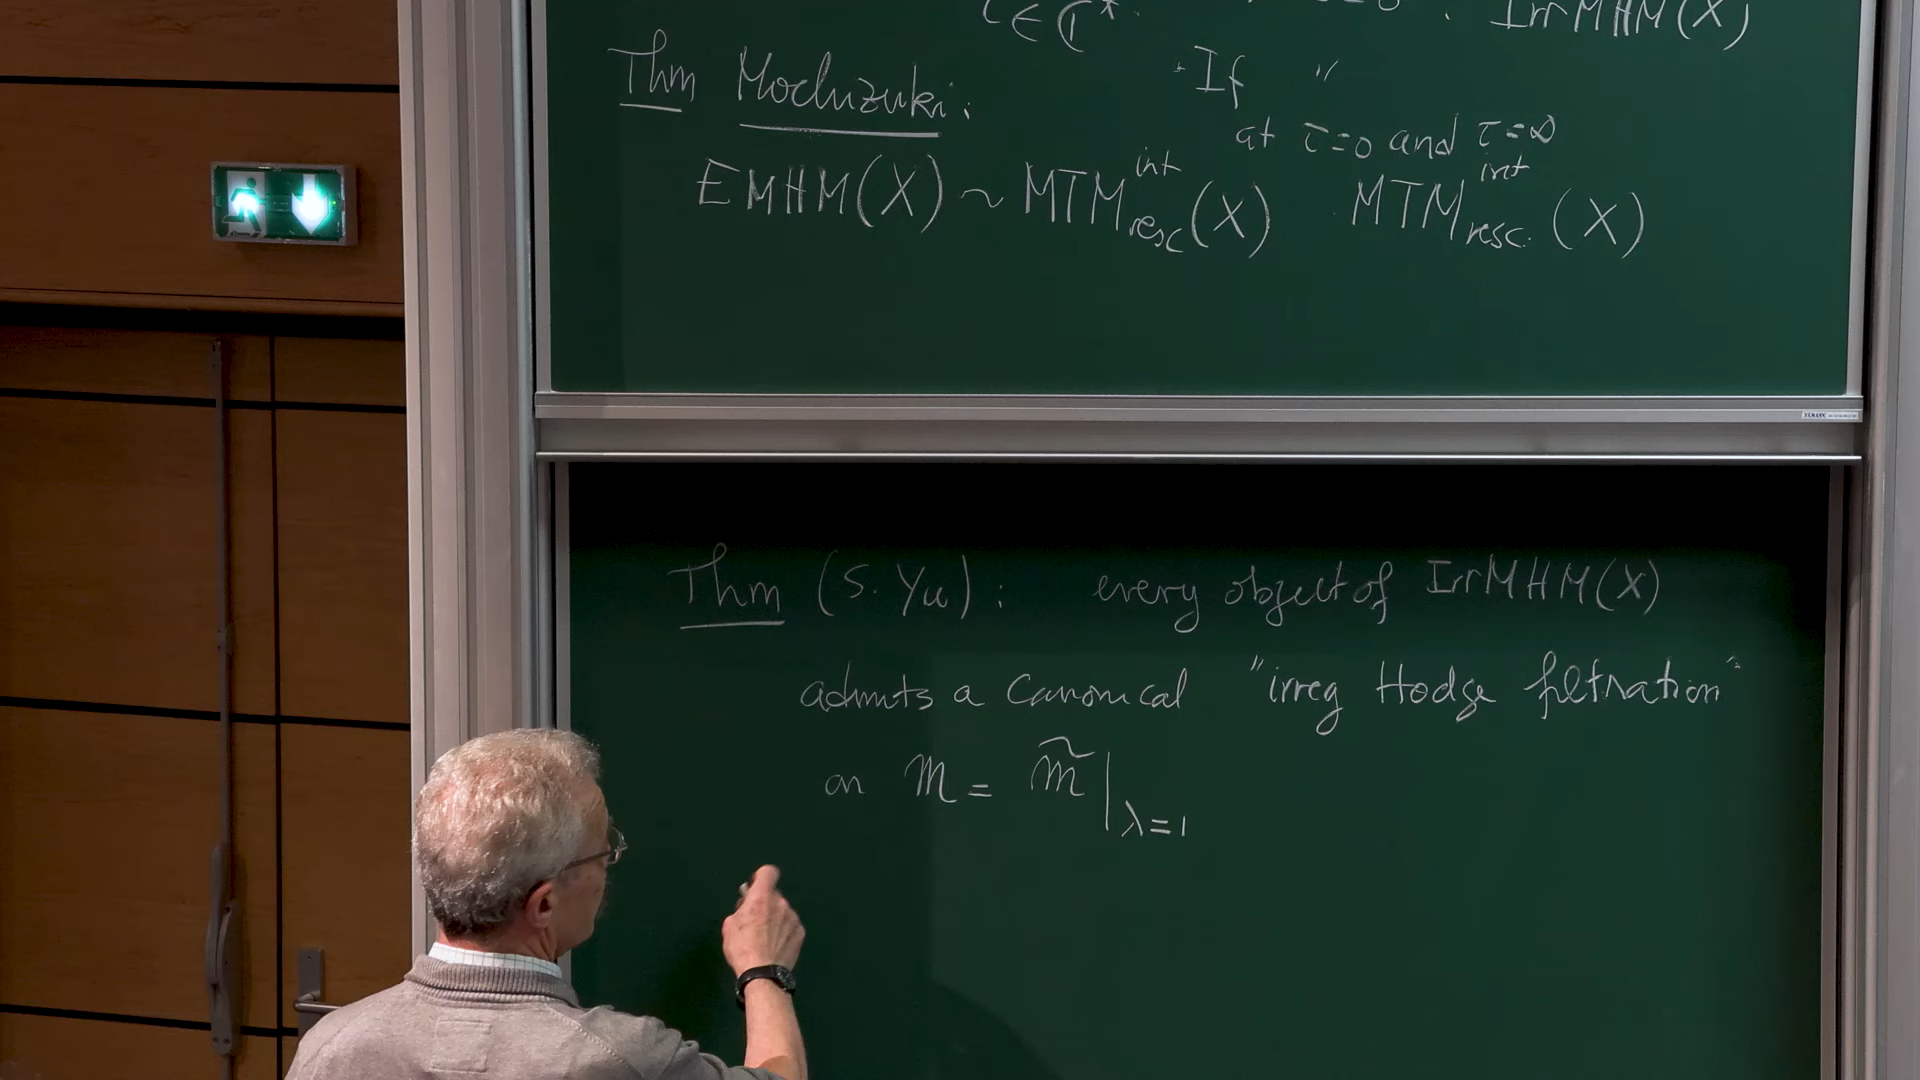 τ ∈ ℂ*. IrrMHM(X)
Thm Mochizuki:
• If "
at τ=0 and τ=∞
EMHM(X) ~ MTM^int_resc(X) MTM^int_resc.(X)
Thm (S. Yu): every object of IrrMHM(X)
admits a canonical "irreg Hodge filtration"
on M = M̃|_λ=1